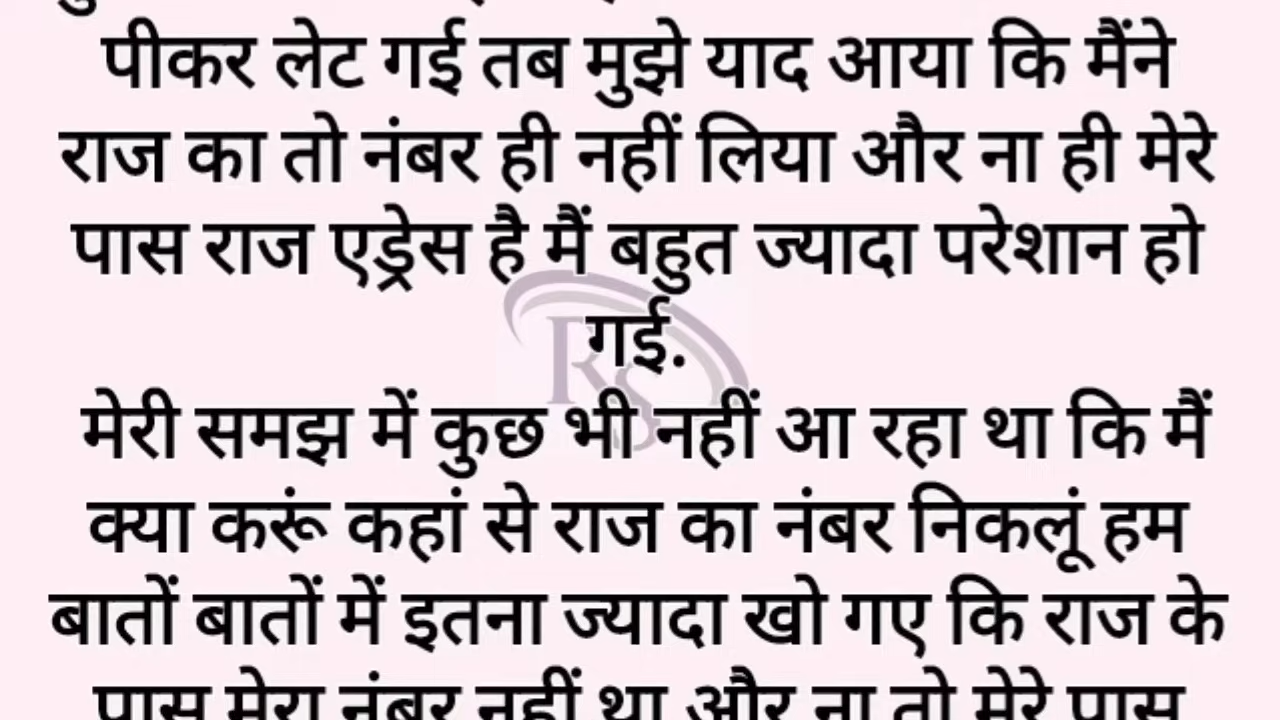 पीकर लेट गई तब मुझे याद आया कि मैंने
राज का तो नंबर ही नहीं लिया और ना ही मेरे
पास राज एड्रेस है मैं बहुत ज्यादा परेशान हो
गई.
RS
मेरी समझ में कुछ भी नहीं आ रहा था कि मैं
क्या करूं कहां से राज का नंबर निकलूं हम
बातों बातों में इतना ज्यादा खो गए कि राज के
पास मेरा नंबर नहीं था और ना तो मेरे पास